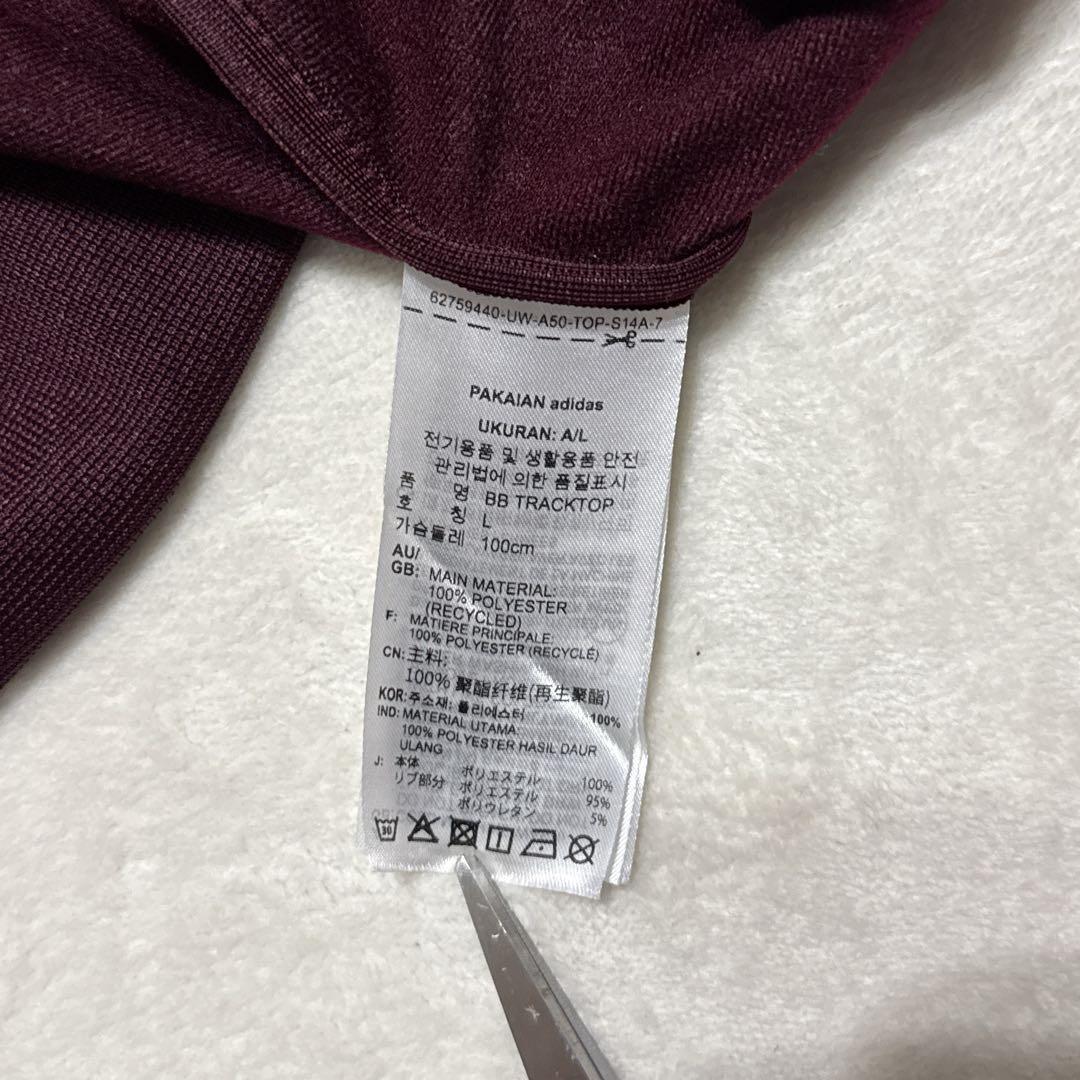 62759440-UW-A50-TOP-S14A-7
PAKAIAN adidas
UKURAN: A/L
전기용품 및 생활용품 안전
관리법에 의한 품질표시
품 명 BB TRACKTOP
호 칭 L
가슴둘레 100cm
AU/
GB: MAIN MATERIAL:
100% POLYESTER
(RECYCLED)
F: MATIERE PRINCIPALE:
100% POLYESTER (RECYCLÉ)
CN: 主料:
100% 聚酯纤维(再生聚酯)
KOR: 주소재: 폴리에스터 100%
IND: MATERIAL UTAMA:
100% POLYESTER HASIL DAUR
ULANG
J: 本体 ポリエステル 100%
リブ部分 ポリエステル 95%
ポリウレタン 5%
30